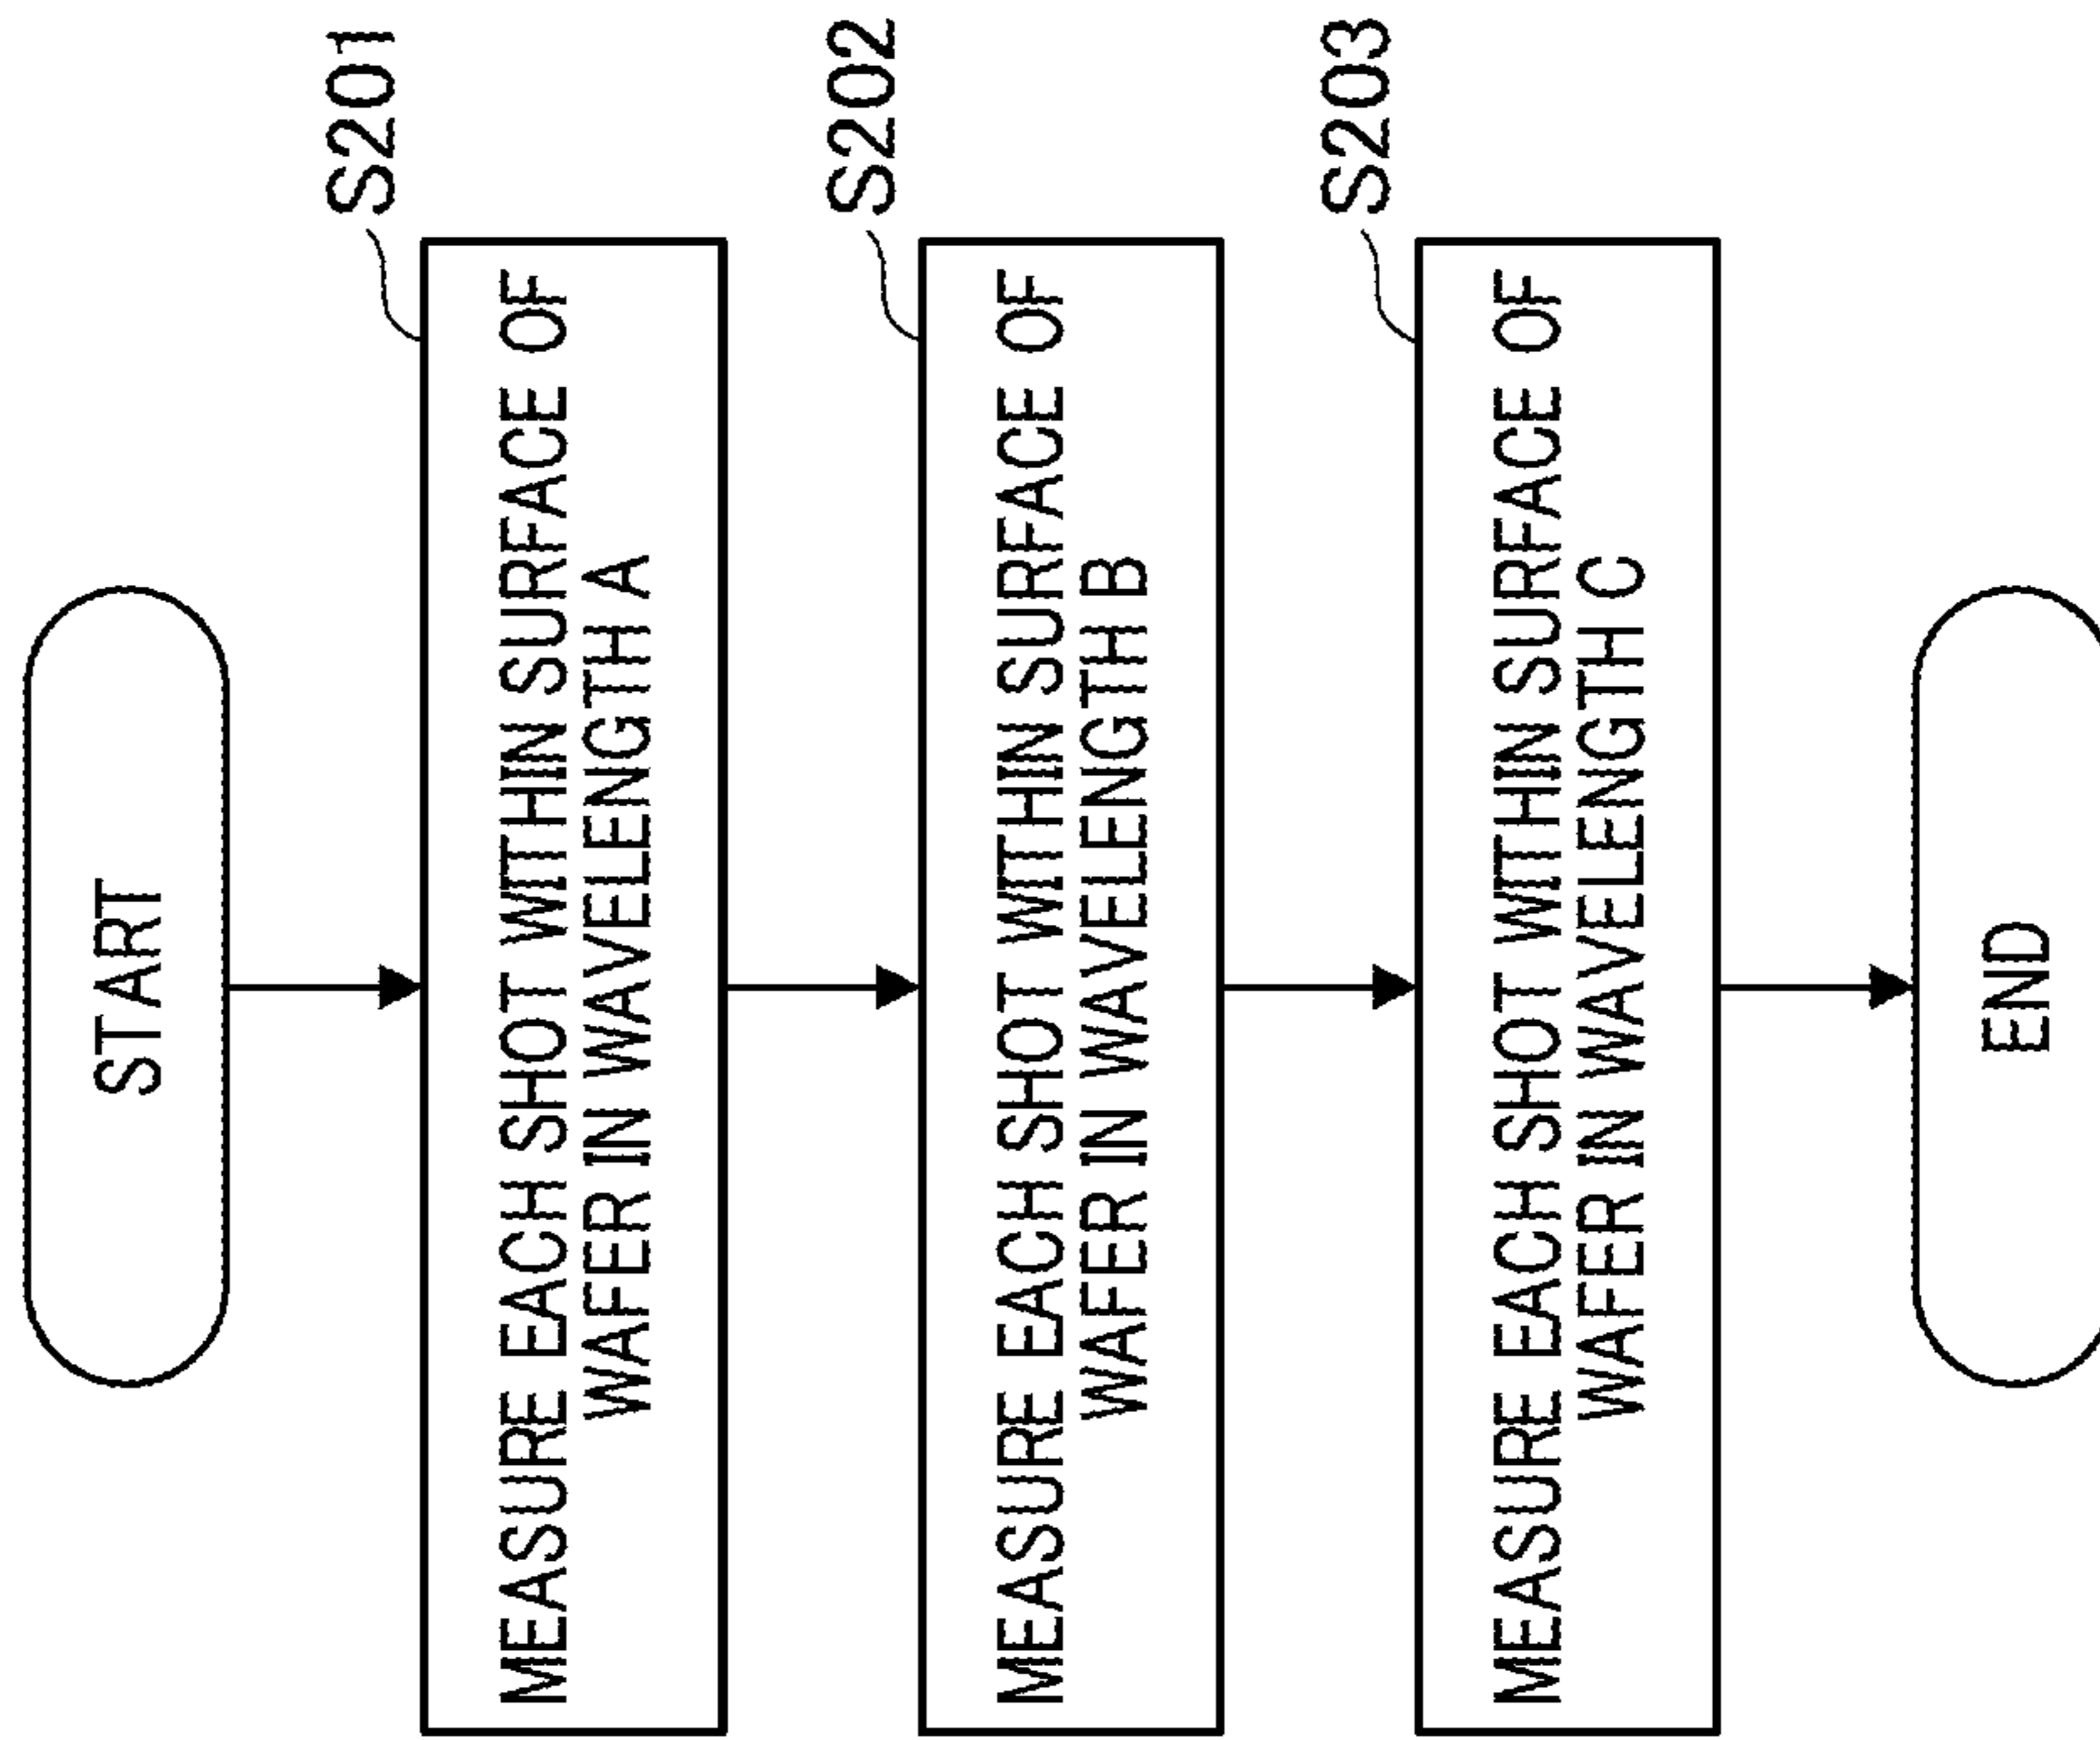 START
S201
MEASURE EACH SHOT WITHIN SURFACE OF
WAFER IN WAVELENGTH A
S202
MEASURE EACH SHOT WITHIN SURFACE OF
WAFER IN WAVELENGTH B
S203
MEASURE EACH SHOT WITHIN SURFACE OF
WAFER IN WAVELENGTH C
END